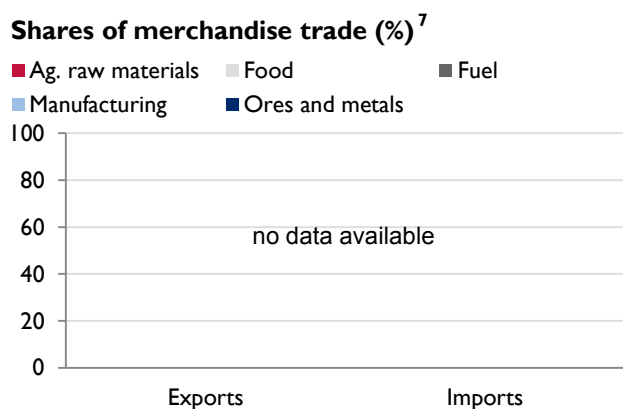 Shares of merchandise trade (%) 7
Ag. raw materials Food Fuel
Manufacturing Ores and metals
100
80
60
no data available
40
20
0
Exports Imports